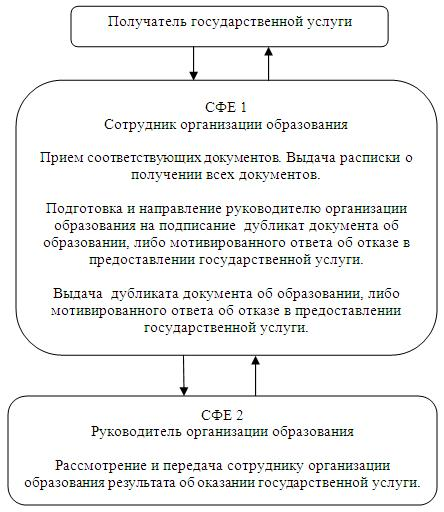 Получатель государственной услуги
СФЕ 1
Сотрудник организации образования
Прием соответствующих документов. Выдача расписки о
получении всех документов.
Подготовка и направление руководителю организации
образования на подписание дубликат документа об
образовании, либо мотивированного ответа об отказе в
предоставлении государственной услуги.
Выдача дубликата документа об образовании, либо
мотивированного ответа об отказе в предоставлении
государственной услуги.
СФЕ 2
Руководитель организации образования
Рассмотрение и передача сотруднику организации
образования результата об оказании государственной услуги.